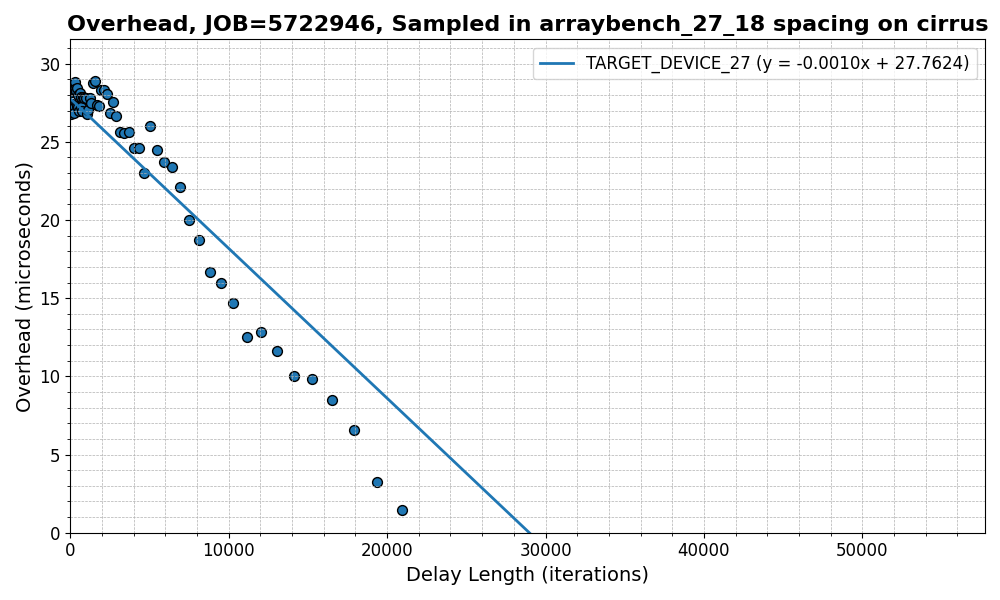 Overhead, JOB=5722946, Sampled in arraybench_27_18 spacing on cirrus
TARGET_DEVICE_27 (y = -0.0010x + 27.7624)
Overhead (microseconds)
30
25
20
15
10
5
0
0 10000 20000 30000 40000 50000
Delay Length (iterations)